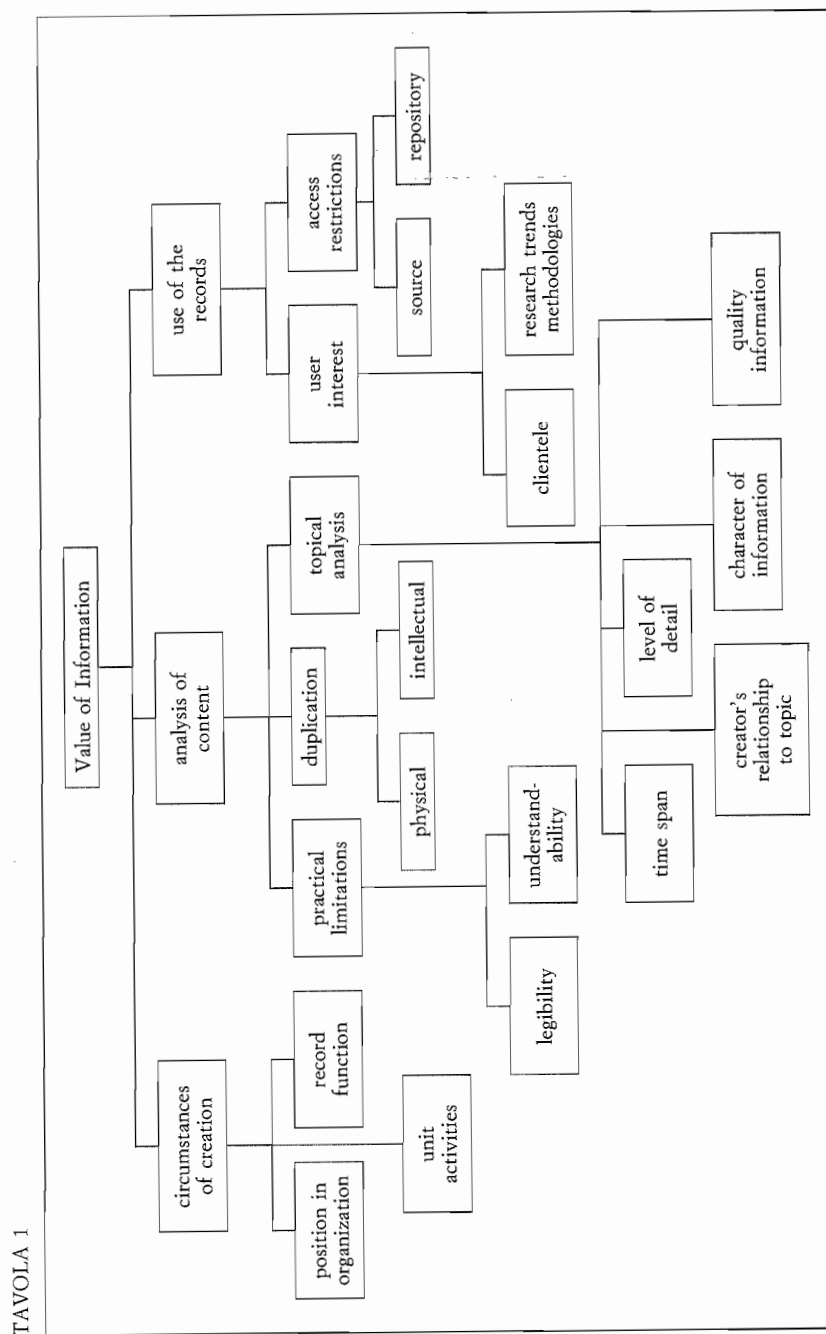 TAVOLA 1
Value of Information
circumstances
of creation
analysis of
content
use of the
records
position in
organization
record
function
unit
activities
practical
limitations
duplication
topical
analysis
user
interest
access
restrictions
physical
intellectual
source
repository
legibility
understand-
ability
clientele
research trends
methodologies
time span
creator's
relationship
to topic
level of
detail
character of
information
quality
information